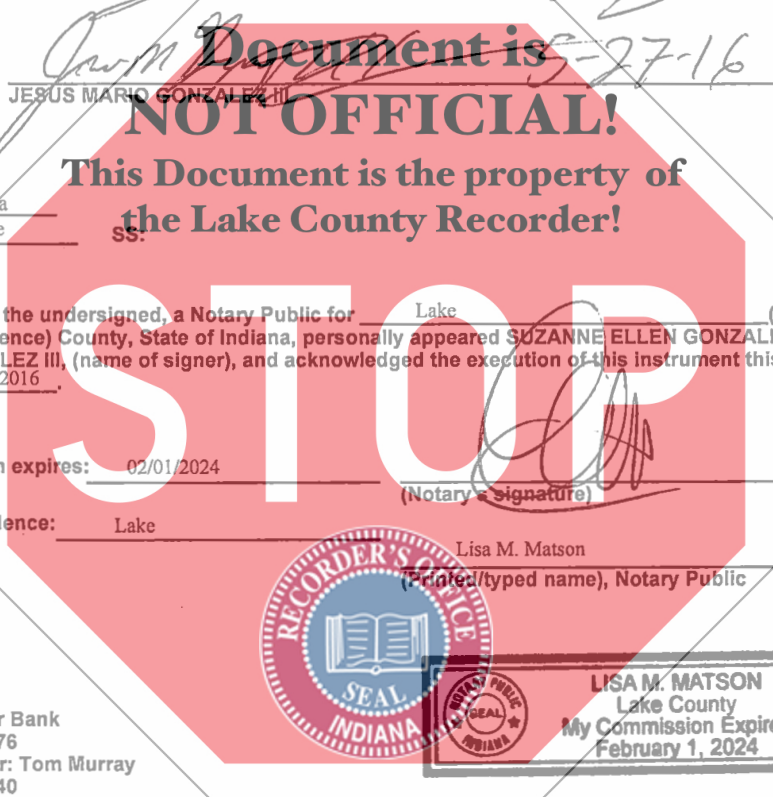 Document is
5-27-16
JESUS MARIO GONZALEZ III
NOT OFFICIAL!
This Document is the property of
the Lake County Recorder!
SS:
the undersigned, a Notary Public for Lake
ence) County, State of Indiana, personally appeared SUZANNE ELLEN GONZAL
LEZ III, (name of signer), and acknowledged the execution of this instrument this
2016 .
STOP
n expires: 02/01/2024
(Notary's signature)
dence: Lake
Lisa M. Matson
(Printed/typed name), Notary Public
RECORDER'S OFFICE
SEAL
INDIANA
NOTARY PUBLIC
SEAL
INDIANA
LISA M. MATSON
Lake County
My Commission Expire
February 1, 2024
r Bank
76
r: Tom Murray
40